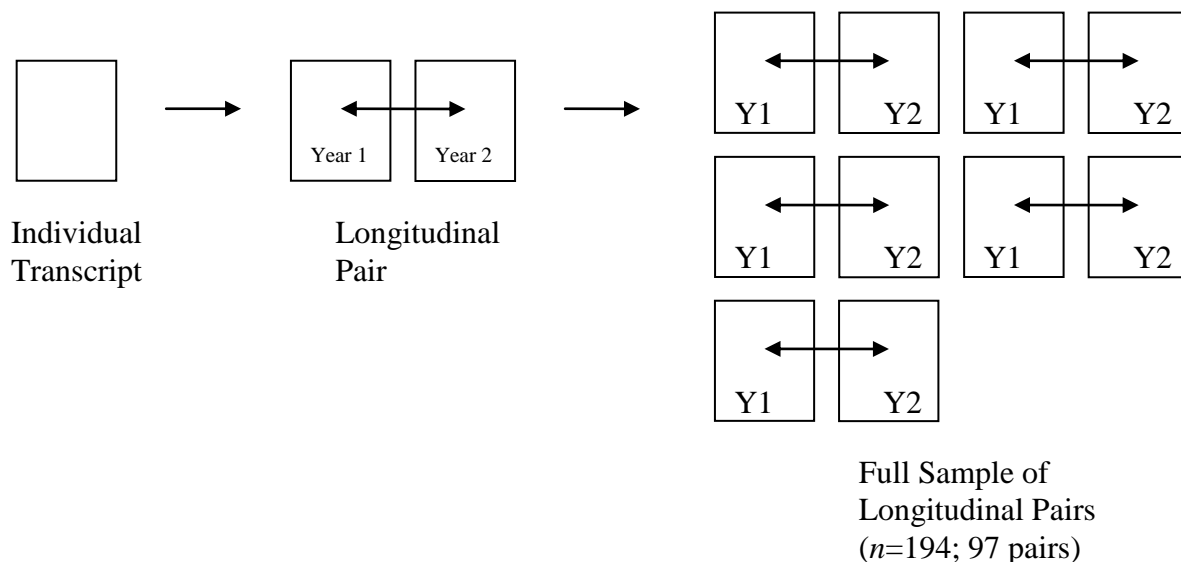 Y1 Y2 Y1 Y2
Year 1 Year 2
Individual
Transcript
Longitudinal
Pair
Y1 Y2 Y1 Y2
Y1 Y2
Full Sample of
Longitudinal Pairs
(n=194; 97 pairs)